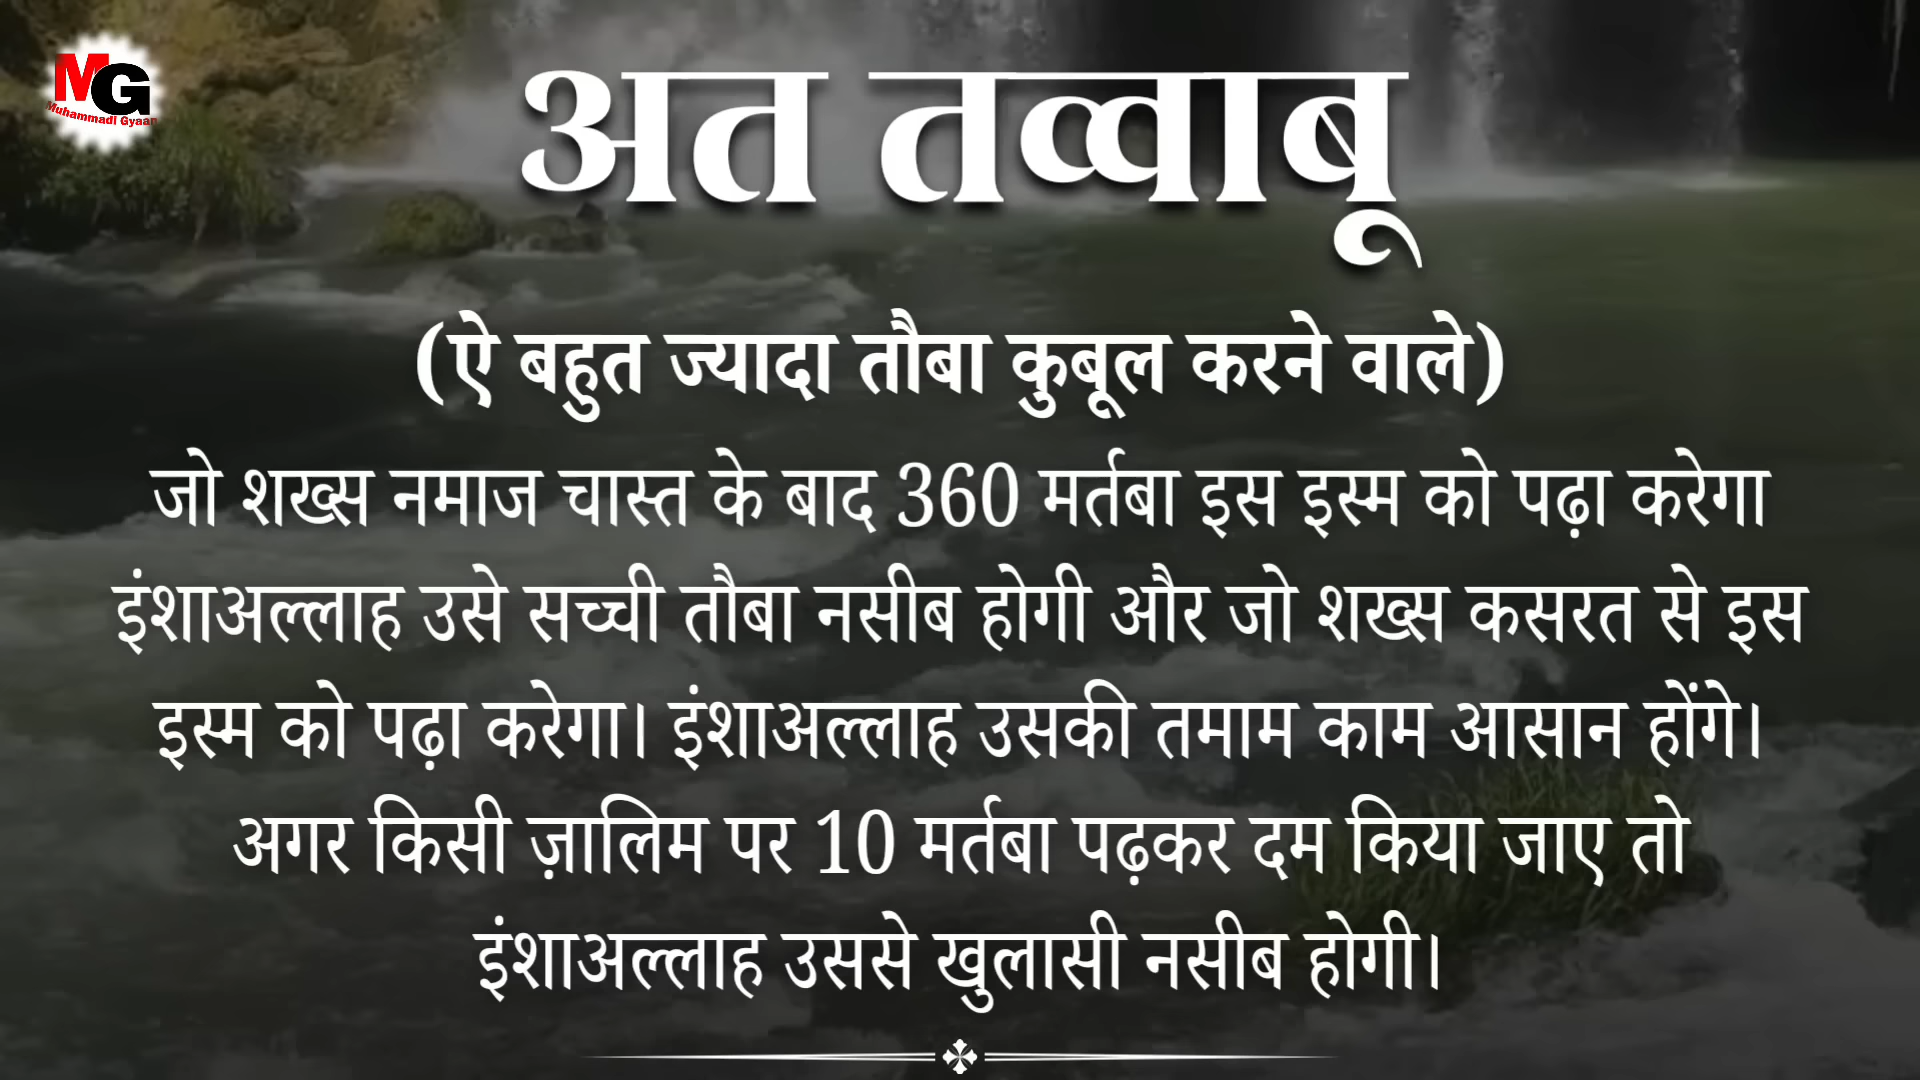 MG
Muhammadi Gyaan
अत तव्वाबू
(ऐ बहुत ज्यादा तौबा कुबूल करने वाले)
जो शख्स नमाज चास्त के बाद 360 मर्तबा इस इस्म को पढ़ा करेगा
इंशाअल्लाह उसे सच्ची तौबा नसीब होगी और जो शख्स कसरत से इस
इस्म को पढ़ा करेगा। इंशाअल्लाह उसकी तमाम काम आसान होंगे।
अगर किसी ज़ालिम पर 10 मर्तबा पढ़कर दम किया जाए तो
इंशाअल्लाह उससे खुलासी नसीब होगी।